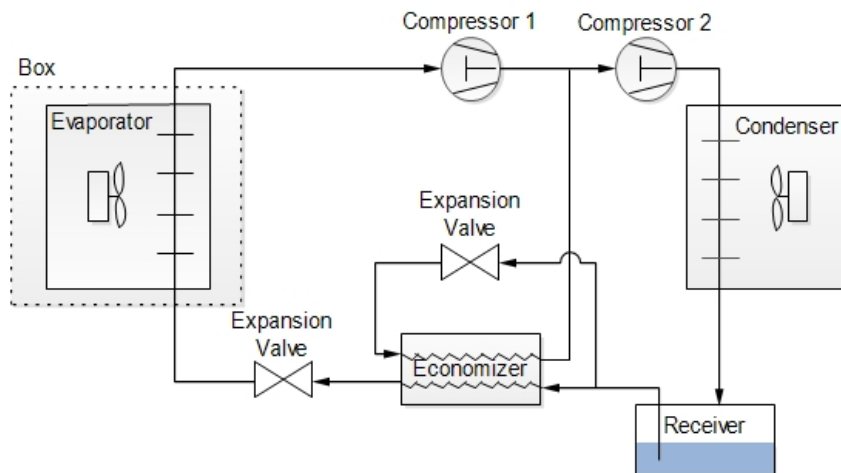 Compressor 1
Compressor 2
Box
Evaporator
Condenser
Expansion
Valve
Expansion
Valve
Economizer
Receiver